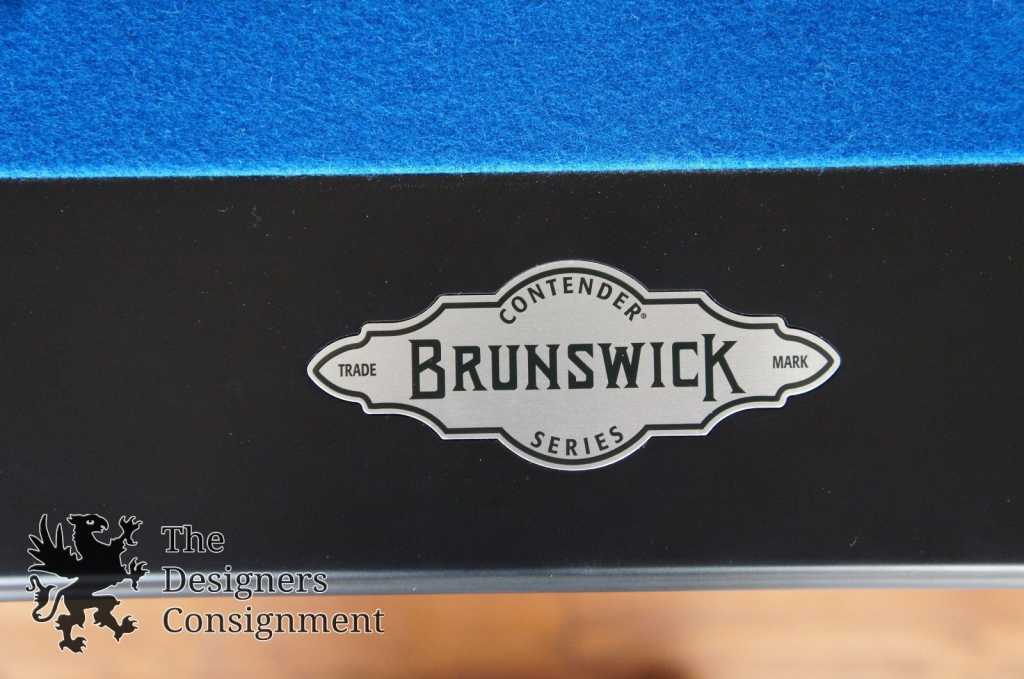 CONTENDER®
TRADE BRUNSWICK MARK
SERIES
The
Designers
Consignment